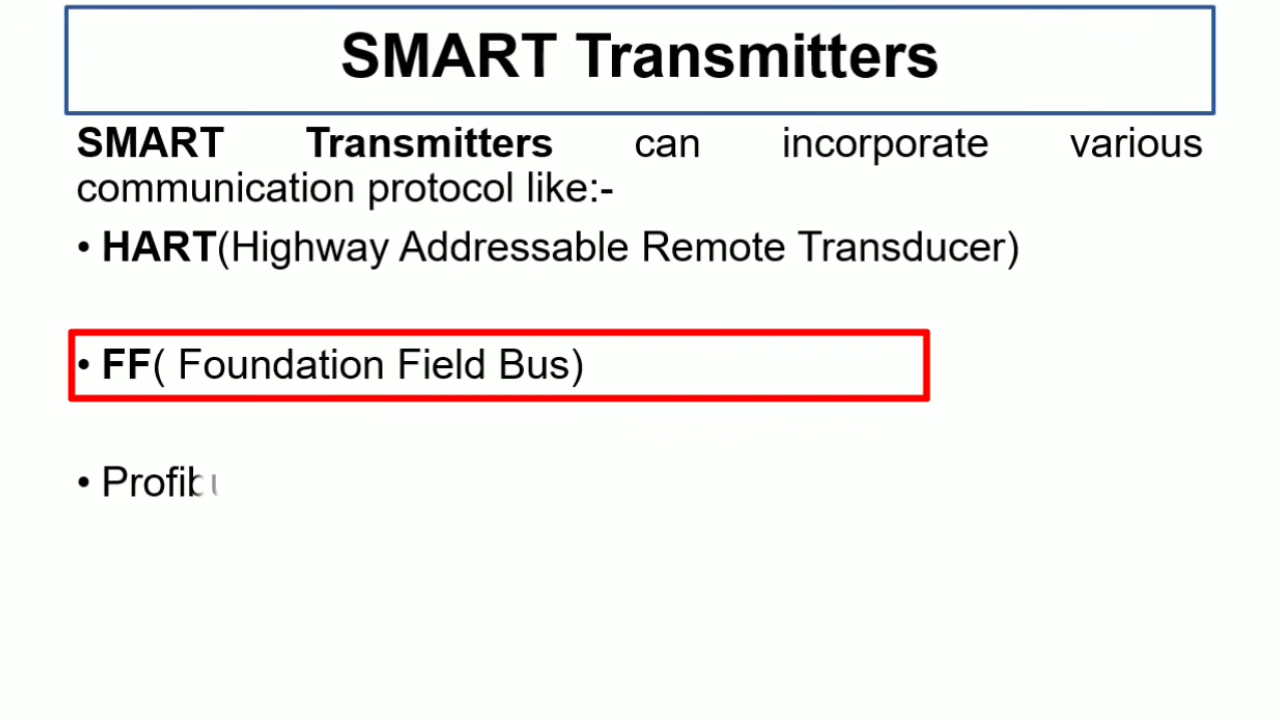 SMART Transmitters
SMART Transmitters can incorporate various
communication protocol like:-
• HART(Highway Addressable Remote Transducer)
• FF( Foundation Field Bus)
•